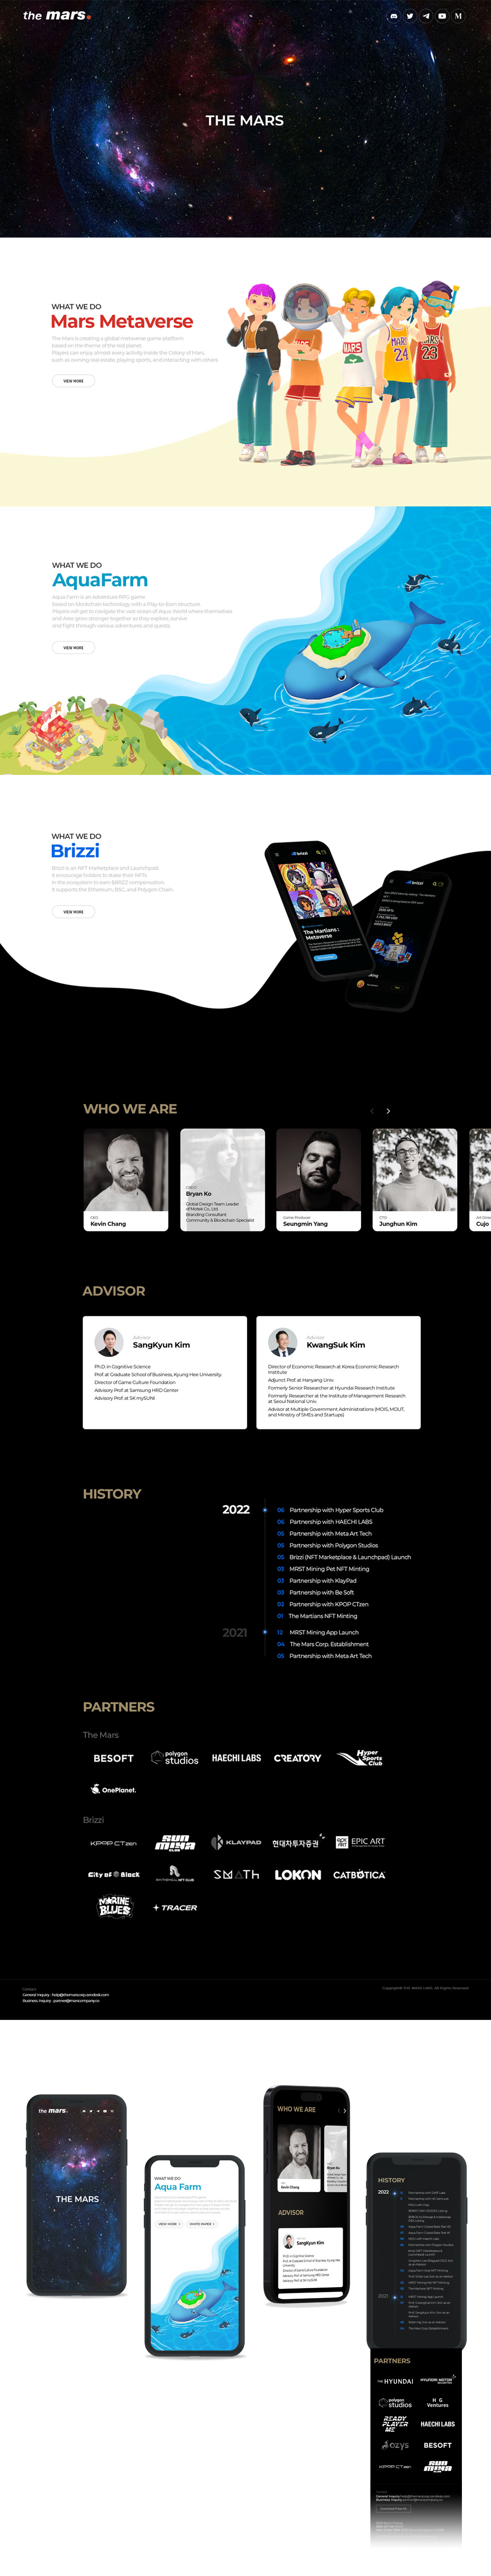 the mars.
THE MARS
WHAT WE DO
Mars Metaverse
The Mars is creating a global metaverse game platform
based on the theme of the red planet.
Players can enjoy almost every activity inside the Colony of Mars,
such as owning real estate, playing sports, and interacting with others
VIEW MORE
MARS
MARS
24
MARS
23
WHAT WE DO
AquaFarm
Aqua Farm is an Adventure RPG game
based on blockchain technology with a Play-to-Earn structure.
Players will get to navigate the vast ocean of Aqua World where themselves
and Axie grow stronger together as they explore, survive
and fight through various adventures and quests.
VIEW MORE
WHAT WE DO
Brizzi
Brizzi is an NFT Marketplace and Launchpad.
It encourage holders to stake their NFTs
in the ecosystem to earn $BRIZZ compensation.
It supports the Ethereum, BSC, and Polygon Chain.
VIEW MORE
brizzi
The Martians :
Metaverse
brizzi
WHO WE ARE
CEO
Kevin Chang
Bryan Ko
Global Design Team Leader
of Motek Co., Ltd
Branding Consultant
Community & Blockchain Specialist
Game Producer
Seungmin Yang
CTO
Junghun Kim
Art Direc
Cujo
ADVISOR
Advisor
SangKyun Kim
Ph.D. in Cognitive Science
Prof. at Graduate School of Business, Kyung Hee University.
Director of Game Culture Foundation
Advisory Prof. at Samsung HRD Center
Advisory Prof. at SK mySUNI
Advisor
KwangSuk Kim
Director of Economic Research at Korea Economic Research
Institute
Adjunct Prof. at Hanyang Univ.
Formerly Senior Researcher at Hyundai Research Institute
Formerly Researcher at the Institute of Management Research
at Seoul National Univ.
Advisor at Multiple Government Administrations (MOIS, MOLIT,
and Ministry of SMEs and Startups)
HISTORY
2022
06 Partnership with Hyper Sports Club
06 Partnership with HAECHI LABS
05 Partnership with Meta Art Tech
05 Partnership with Polygon Studios
05 Brizzi (NFT Marketplace & Launchpad) Launch
03 MRST Mining Pet NFT Minting
03 Partnership with KlayPad
03 Partnership with Be Soft
02 Partnership with KPOP CTzen
01 The Martians NFT Minting
2021
12 MRST Mining App Launch
04 The Mars Corp. Establishment
05 Partnership with Meta Art Tech
PARTNERS
The Mars
BESOFT
polygon studios
HAECHI LABS
CREATORY
Hyper Sports Club
OnePlanet.
Brizzi
KPOP CTzen
SUN MIYA CLUB
KLAYPAD
현대차투자증권
EPIC ART
City of Block
NFT CLUB
SMATH
LOKON
CATBOTICA
MARINE BLUES
TRACER
Contact
General Inquiry : help@themarscorp.zendesk.com
Business Inquiry : partner@marscompany.co
Copyright© THE MARS LABS. All Rights Reserved.
the mars.
THE MARS
WHAT WE DO
Aqua Farm
VIEW MORE
WHITE PAPER
WHO WE ARE
CEO
Kevin Chang
Bryan Ko
ADVISOR
SangKyun Kim
HISTORY
2022
2021
PARTNERS
THE HYUNDAI
HYUNDAI MOTOR
polygon studios
H G
Ventures
READY PLAYER ME
HAECHI LABS
ozys
BESOFT
KPOP CTzen
SUN MIYA CLUB